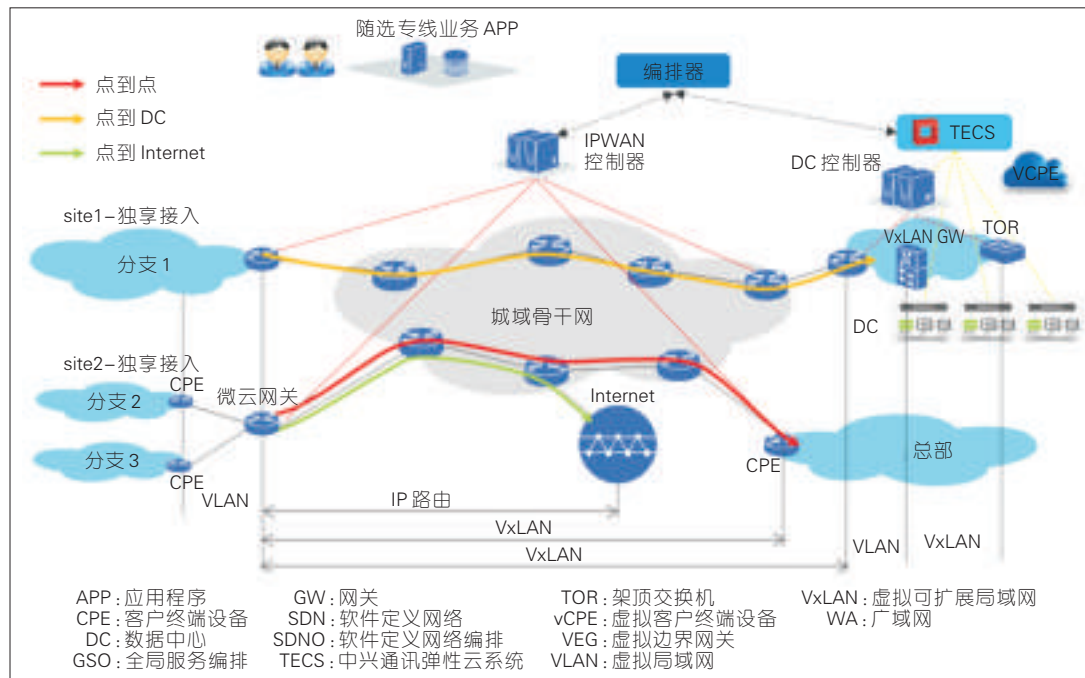 随选专线业务 APP
点到点
点到 DC
点到 Internet
编排器
IPWAN
控制器
TECS
DC 控制器
VCPE
site1-独享接入
分支 1
VxLAN GW
TOR
城域骨干网
DC
site2-独享接入
CPE
分支 2
微云网关
Internet
分支 3
CPE
CPE
总部
VLAN
IP 路由
VxLAN
VxLAN
VLAN
VxLAN
APP：应用程序
CPE：客户终端设备
DC：数据中心
GSO：全局服务编排
GW：网关
SDN：软件定义网络
SDNO：软件定义网络编排
TECS：中兴通讯弹性云系统
TOR：架顶交换机
vCPE：虚拟客户终端设备
VEG：虚拟边界网关
VLAN：虚拟局域网
VxLAN：虚拟可扩展局域网
WA：广域网